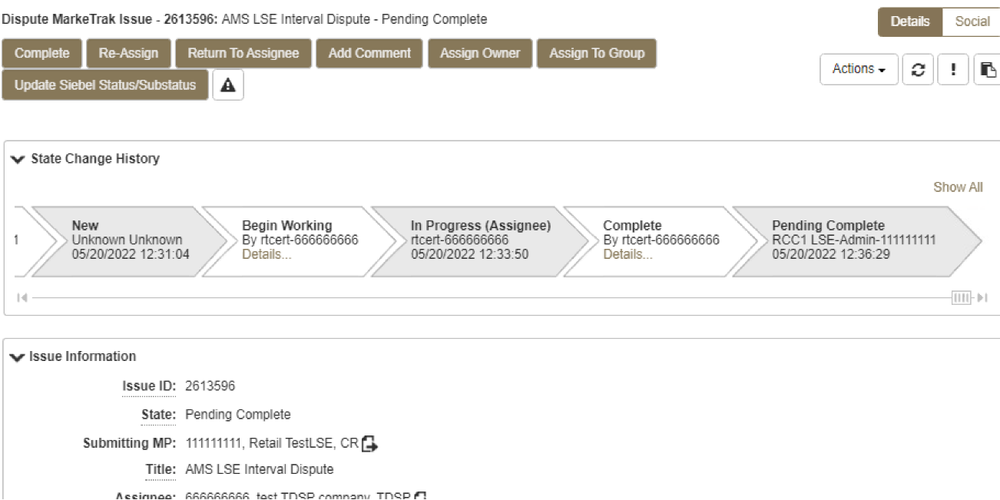 Dispute MarkeTrak Issue - 2613596: AMS LSE Interval Dispute - Pending Complete
Details Social
Complete Re-Assign Return To Assignee Add Comment Assign Owner Assign To Group
Actions
Update Siebel Status/Substatus
State Change History
Show All
New Begin Working In Progress (Assignee) Complete Pending Complete
1 Unknown Unknown By rtcert-666666666 rtcert-666666666 By rtcert-666666666 RCC1 LSE-Admin-111111111
05/20/2022 12:31:04 Details... 05/20/2022 12:33:50 Details... 05/20/2022 12:36:29
Issue Information
Issue ID: 2613596
State: Pending Complete
Submitting MP: 111111111, Retail TestLSE, CR
Title: AMS LSE Interval Dispute
Assignee: 666666666, test TDSP company, TDSP